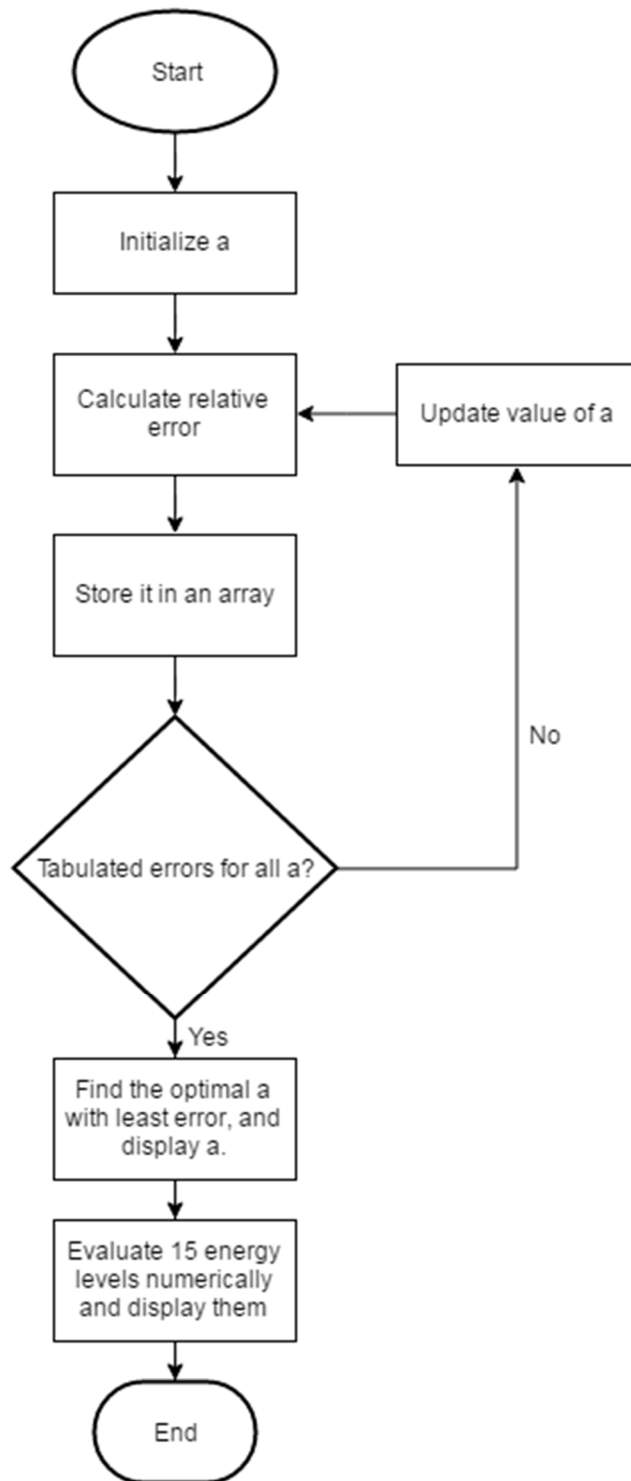 Start
Initialize a
Calculate relative
error
Update value of a
Store it in an array
No
Tabulated errors for all a?
Yes
Find the optimal a
with least error, and
display a.
Evaluate 15 energy
levels numerically
and display them
End